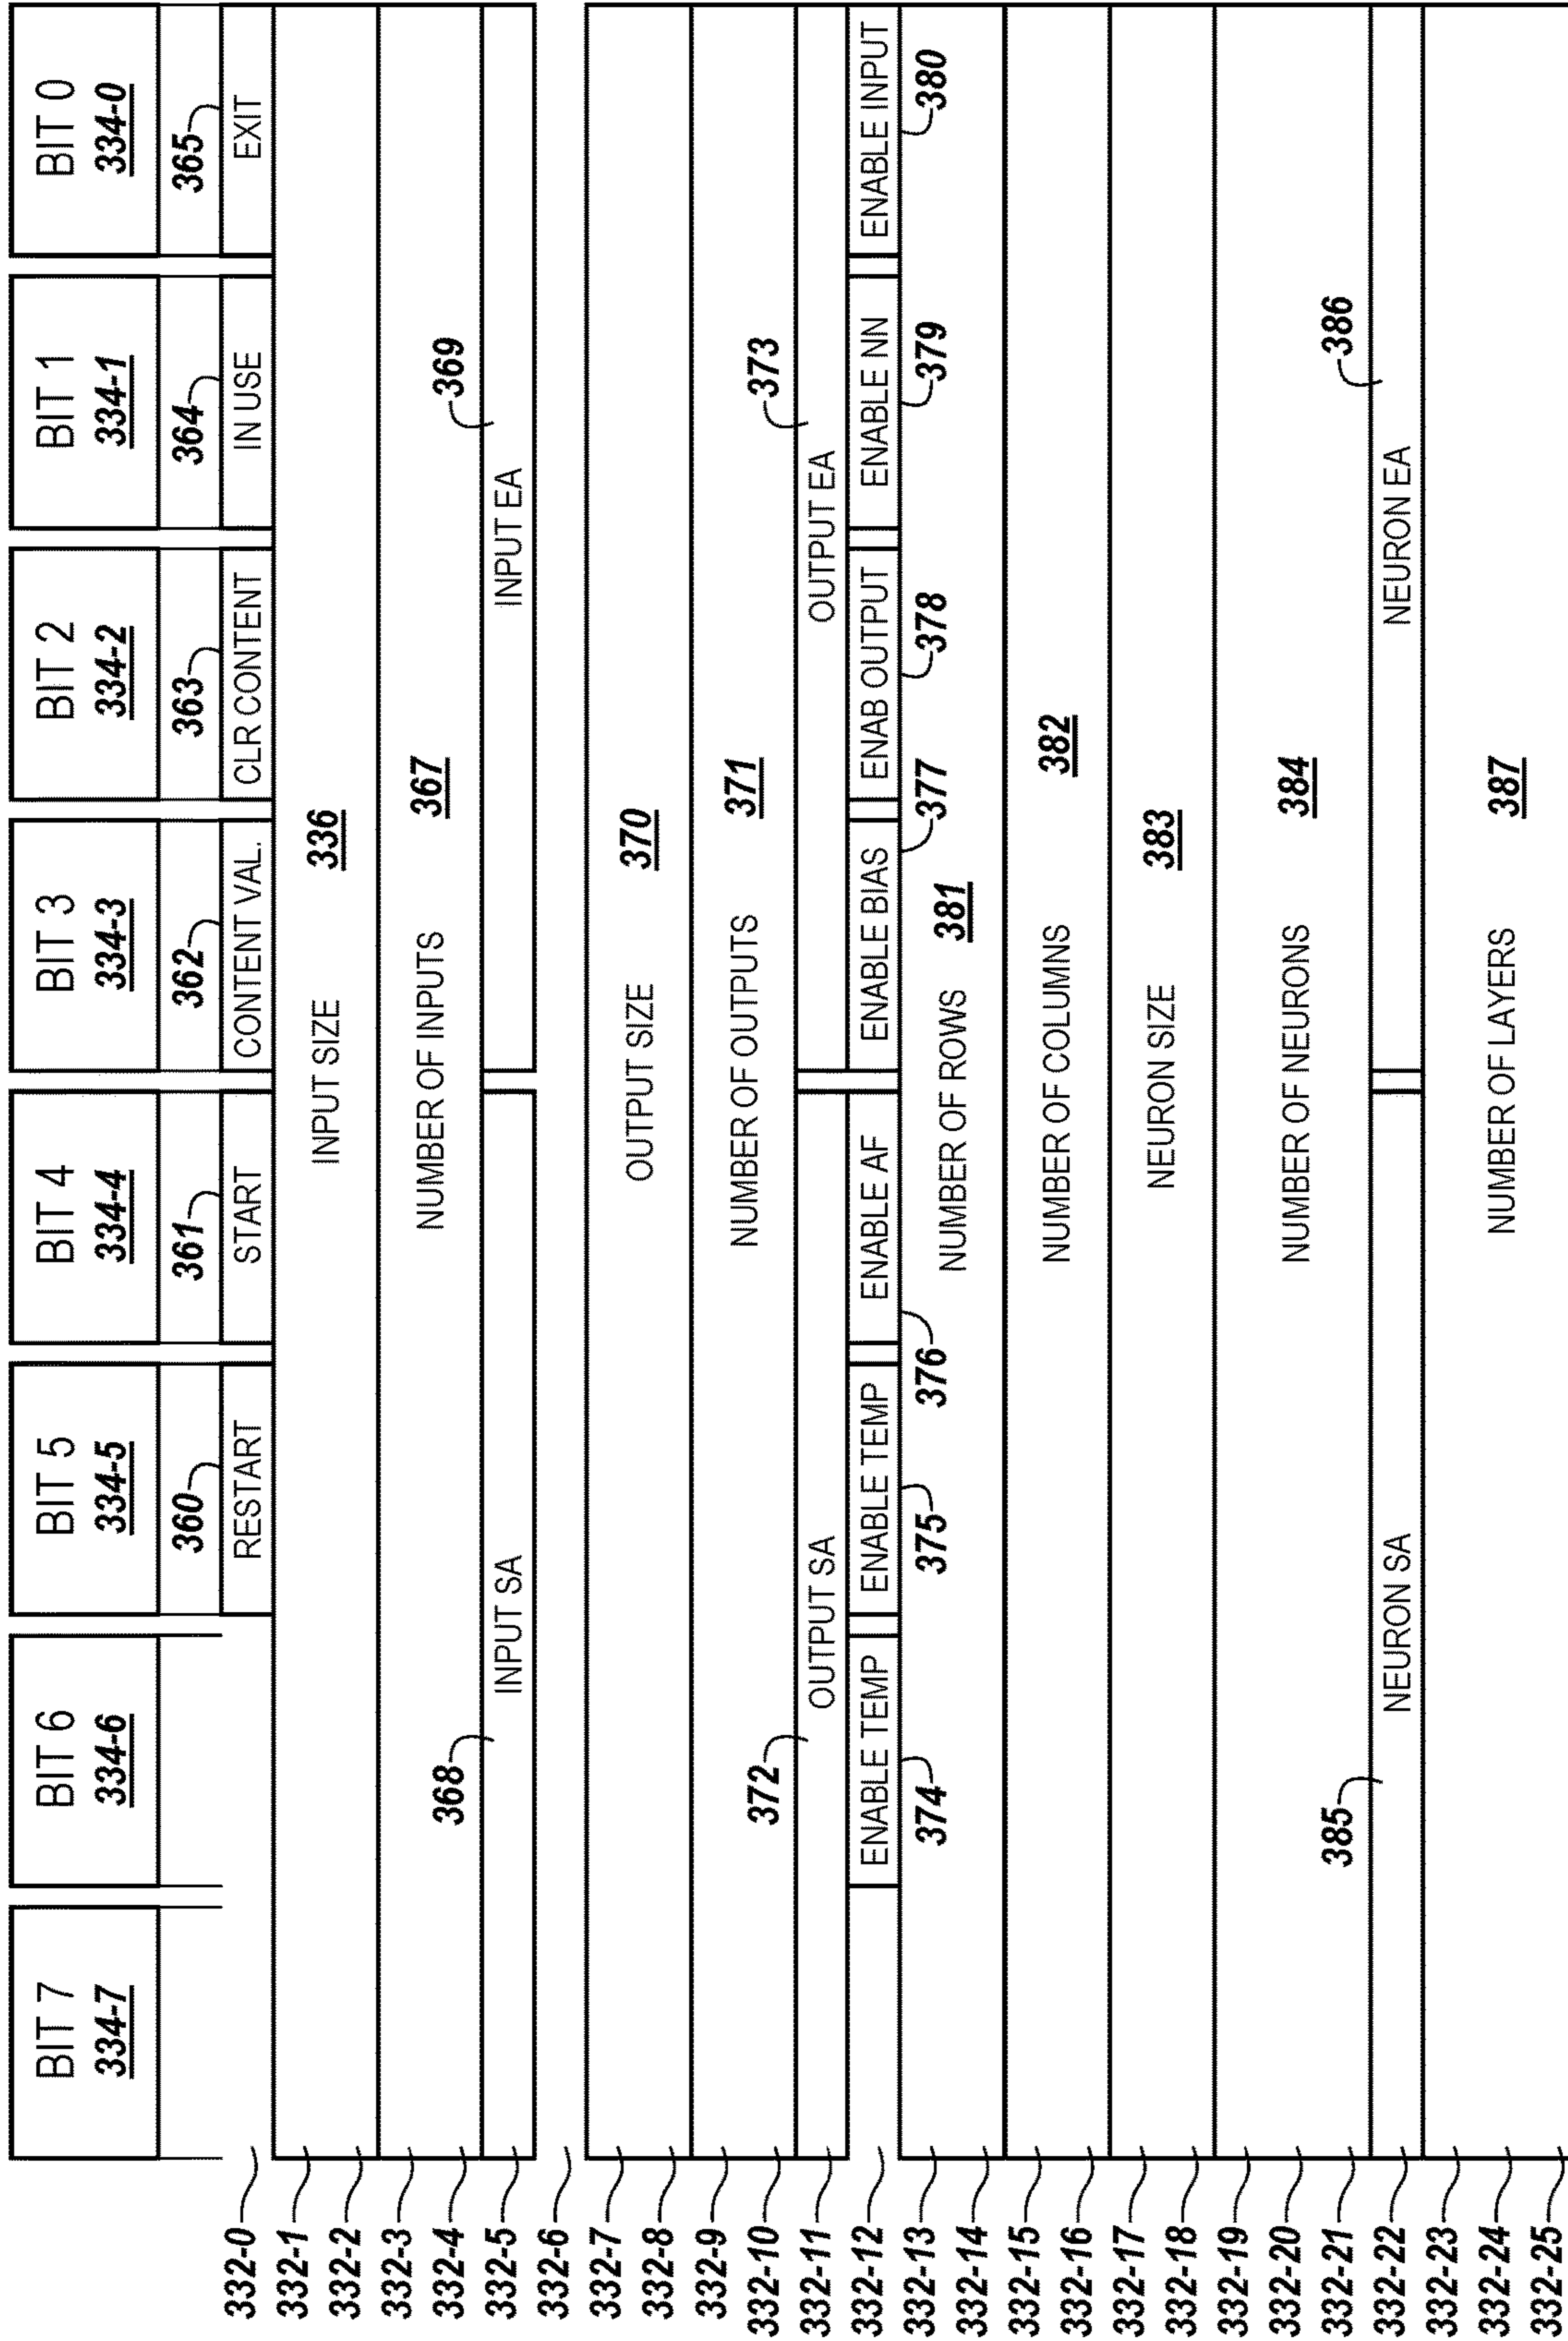 BIT 7 BIT 6 BIT 5 BIT 4 BIT 3 BIT 2 BIT 1 BIT 0
334-7 334-6 334-5 334-4 334-3 334-2 334-1 334-0
360 361 362 363 364 365
332-0 RESTART START CONTENT VAL. CLR CONTENT IN USE EXIT
332-1 INPUT SIZE 336
332-2
332-3 NUMBER OF INPUTS 367
332-4 368 369
332-5 INPUT SA INPUT EA
332-6
332-7 OUTPUT SIZE 370
332-8
332-9 NUMBER OF OUTPUTS 371
332-10 372 373
332-11 OUTPUT SA OUTPUT EA
332-12 ENABLE TEMP ENABLE TEMP ENABLE AF ENABLE BIAS ENAB OUTPUT ENABLE NN ENABLE INPUT
332-13 374 375 376 377 378 379 380
332-14 NUMBER OF ROWS 381
332-15 NUMBER OF COLUMNS 382
332-16
332-17 NEURON SIZE 383
332-18
332-19
332-20 NUMBER OF NEURONS 384
332-21 385 386
332-22 NEURON SA NEURON EA
332-23
332-24 NUMBER OF LAYERS 387
332-25